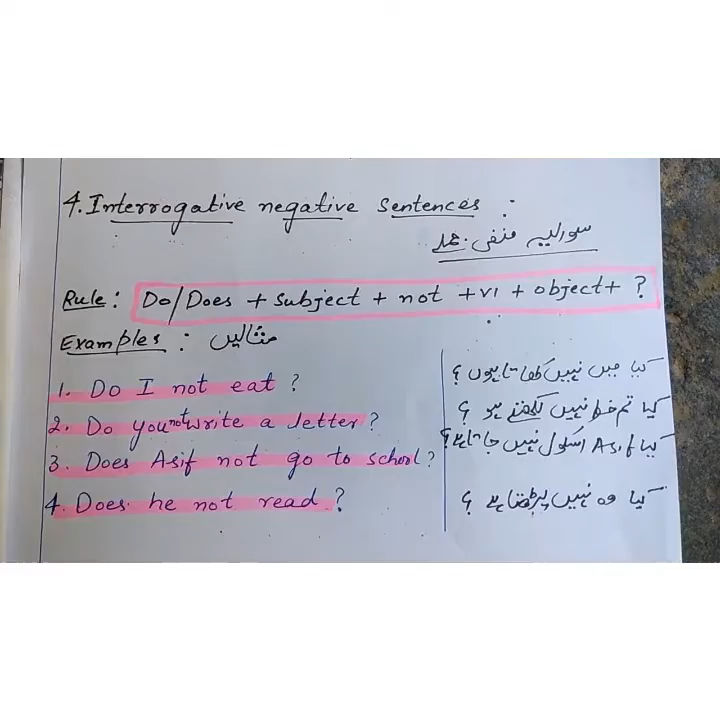 4. Interrogative negative sentences :
سوالیہ منفی جملے
Rule : Do/Does + subject + not + v1 + object + ?
Examples : مثالیں
1. Do I not eat ? کیا میں نہیں کھاتا ہوں ؟
2. Do you not write a letter ? کیا تم خط نہیں لکھتے ہو ؟
3. Does Asif not go to school ? کیا Asif اسکول نہیں جاتا ہے ؟
4. Does he not read ? کیا وہ نہیں پڑھتا ہے ؟